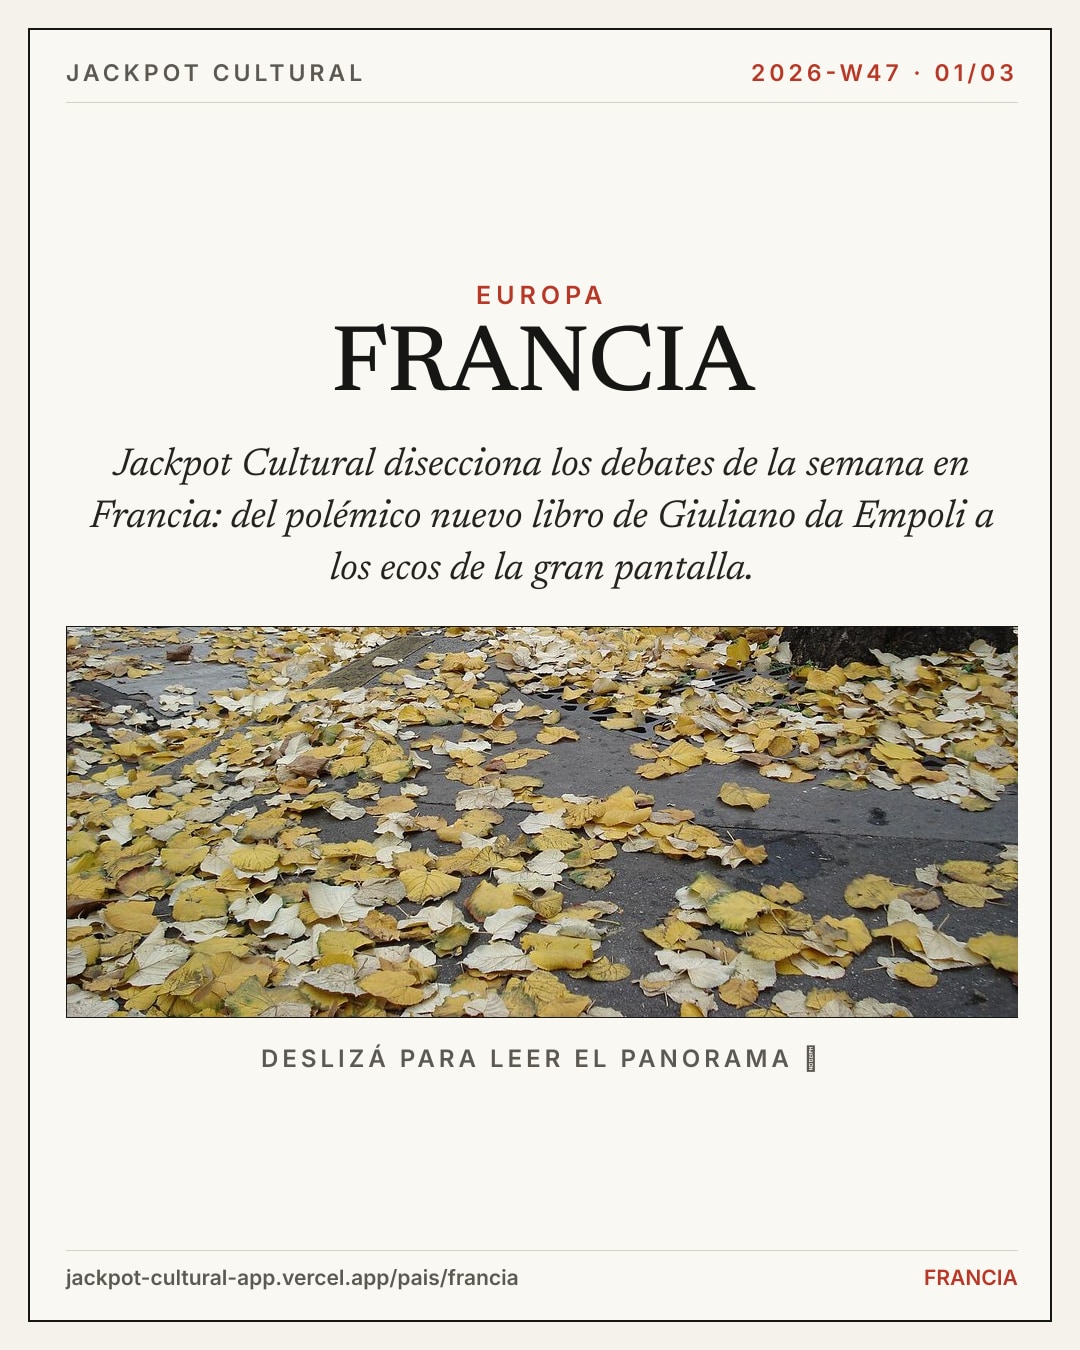 JACKPOT CULTURAL
2026-W47 · 01/03
EUROPA
FRANCIA
Jackpot Cultural disecciona los debates de la semana en
Francia: del polémico nuevo libro de Giuliano da Empoli a
los ecos de la gran pantalla.
DESLIZÁ PARA LEER EL PANORAMA
jackpot-cultural-app.vercel.app/pais/francia
FRANCIA